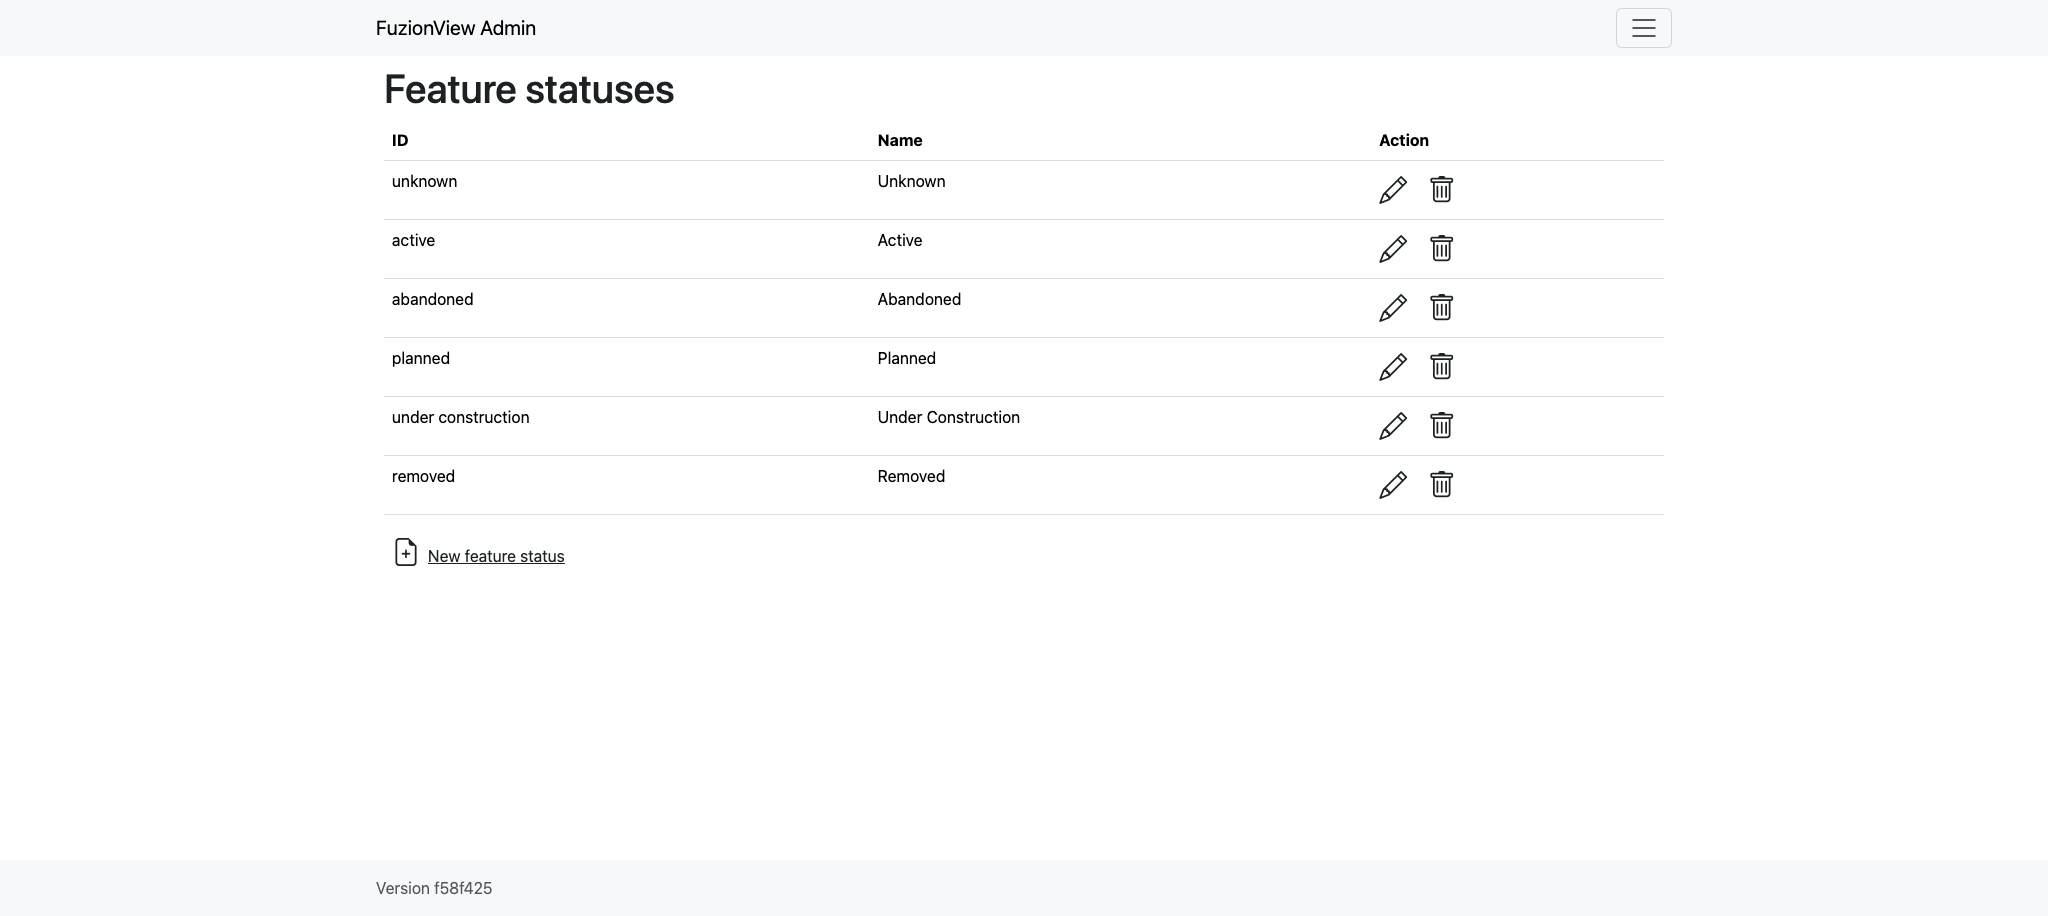 FuzionView Admin
Feature statuses
ID Name Action
unknown Unknown
active Active
abandoned Abandoned
planned Planned
under construction Under Construction
removed Removed
New feature status
Version f58f425